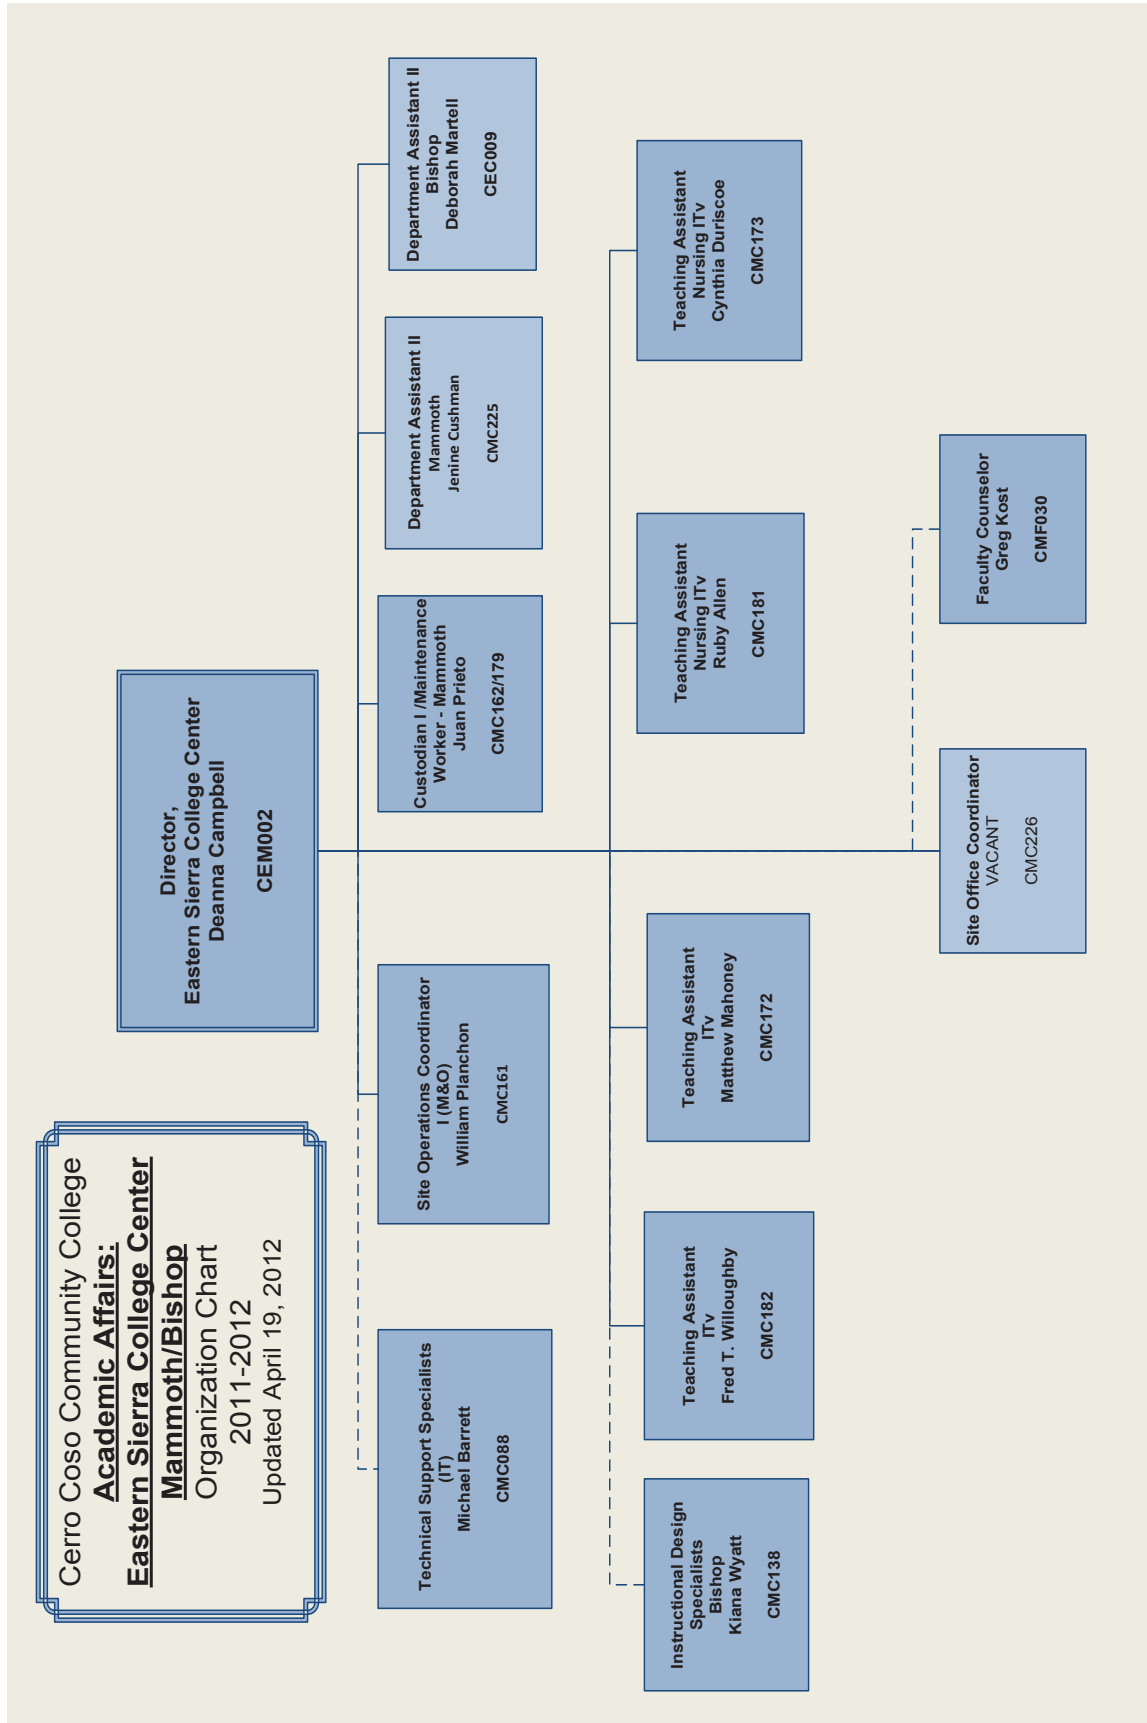 Cerro Coso Community College
Academic Affairs:
Eastern Sierra College Center
Mammoth/Bishop
Organization Chart
2011-2012
Updated April 19, 2012
Director,
Eastern Sierra College Center
Deanna Campbell
CEM002
Technical Support Specialists
(IT)
Michael Barrett
CMC088
Site Operations Coordinator
I (M&O)
William Planchon
CMC161
Custodian I /Maintenance
Worker - Mammoth
Juan Prieto
CMC162/179
Department Assistant II
Mammoth
Jenine Cushman
CMC225
Department Assistant II
Bishop
Deborah Martell
CEC009
Instructional Design
Specialists
Bishop
Kiana Wyatt
CMC138
Teaching Assistant
ITv
Fred T. Willoughby
CMC182
Teaching Assistant
ITv
Matthew Mahoney
CMC172
Teaching Assistant
Nursing ITv
Ruby Allen
CMC181
Teaching Assistant
Nursing ITv
Cynthia Duriscoe
CMC173
Site Office Coordinator
VACANT
CMC226
Faculty Counselor
Greg Kost
CMF030